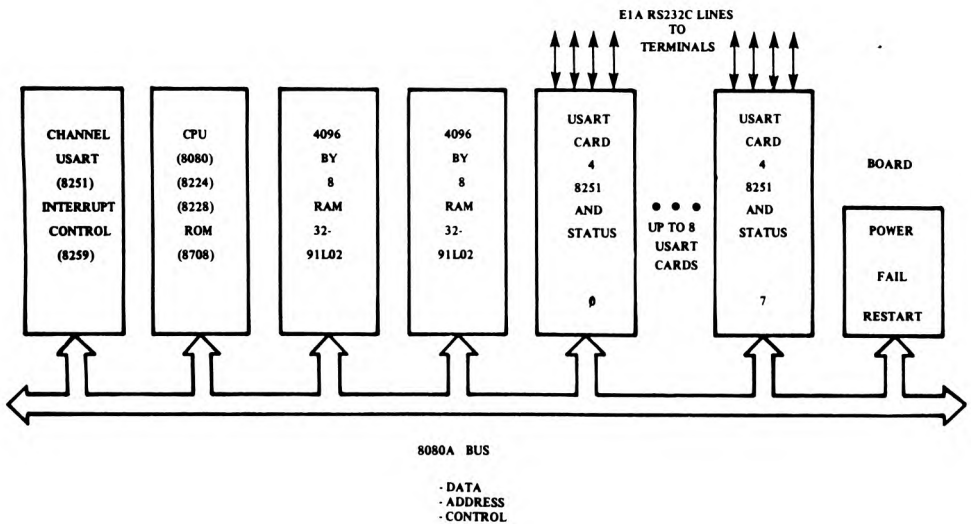 E1A RS232C LINES
TO
TERMINALS
CHANNEL
USART
(8251)
INTERRUPT
CONTROL
(8259)
CPU
(8080)
(8224)
(8228)
ROM
(8708)
4096
BY
8
RAM
32-
91L02
4096
BY
8
RAM
32-
91L02
USART
CARD
4
8251
AND
STATUS
0
UP TO 8
USART
CARDS
USART
CARD
4
8251
AND
STATUS
7
BOARD
POWER
FAIL
RESTART
8080A BUS
- DATA
- ADDRESS
- CONTROL